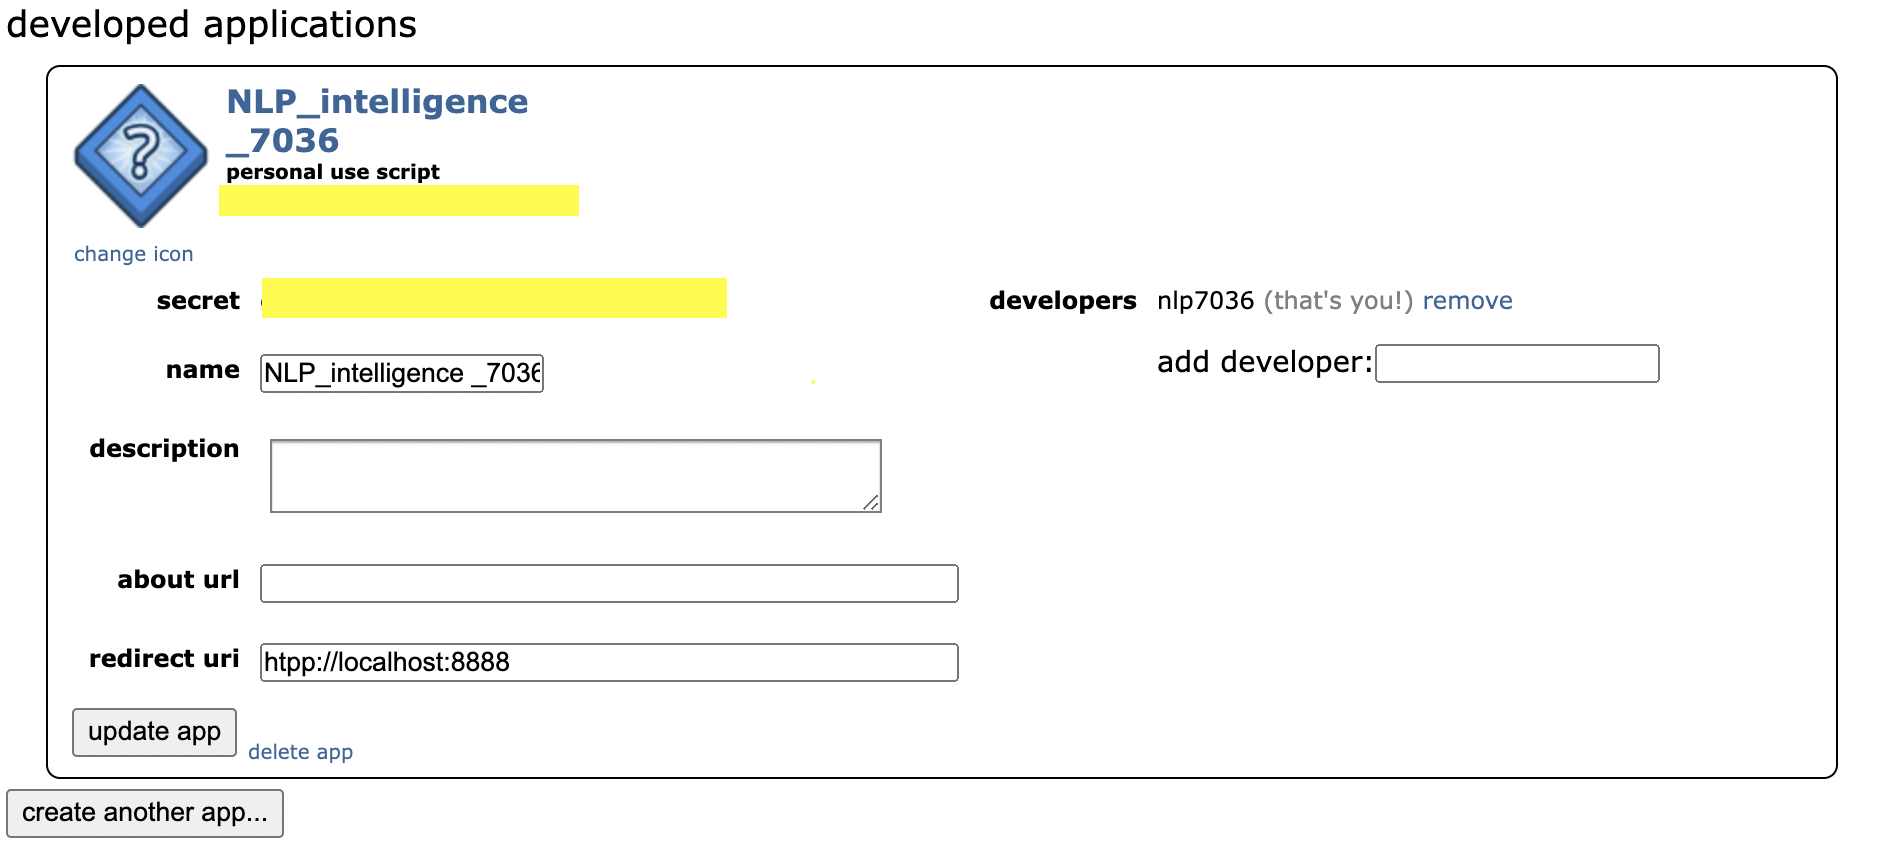 developed applications
NLP_intelligence
_7036
personal use script
change icon
secret
developers nlp7036 (that's you!) remove
name NLP_intelligence _7036
add developer:
description
about url
redirect uri htpp://localhost:8888
update app delete app
create another app...